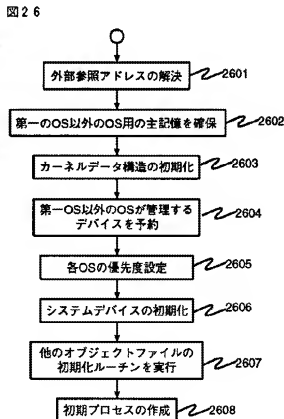 図26
外部参照アドレスの解決
2601
第一のOS以外のOS用の主記憶を確保
2602
カーネルデータ構造の初期化
2603
第一OS以外のOSが管理する
デバイスを予約
2604
各OSの優先度設定
2605
システムデバイスの初期化
2606
他のオブジェクトファイルの
初期化ルーチンを実行
2607
初期プロセスの作成
2608